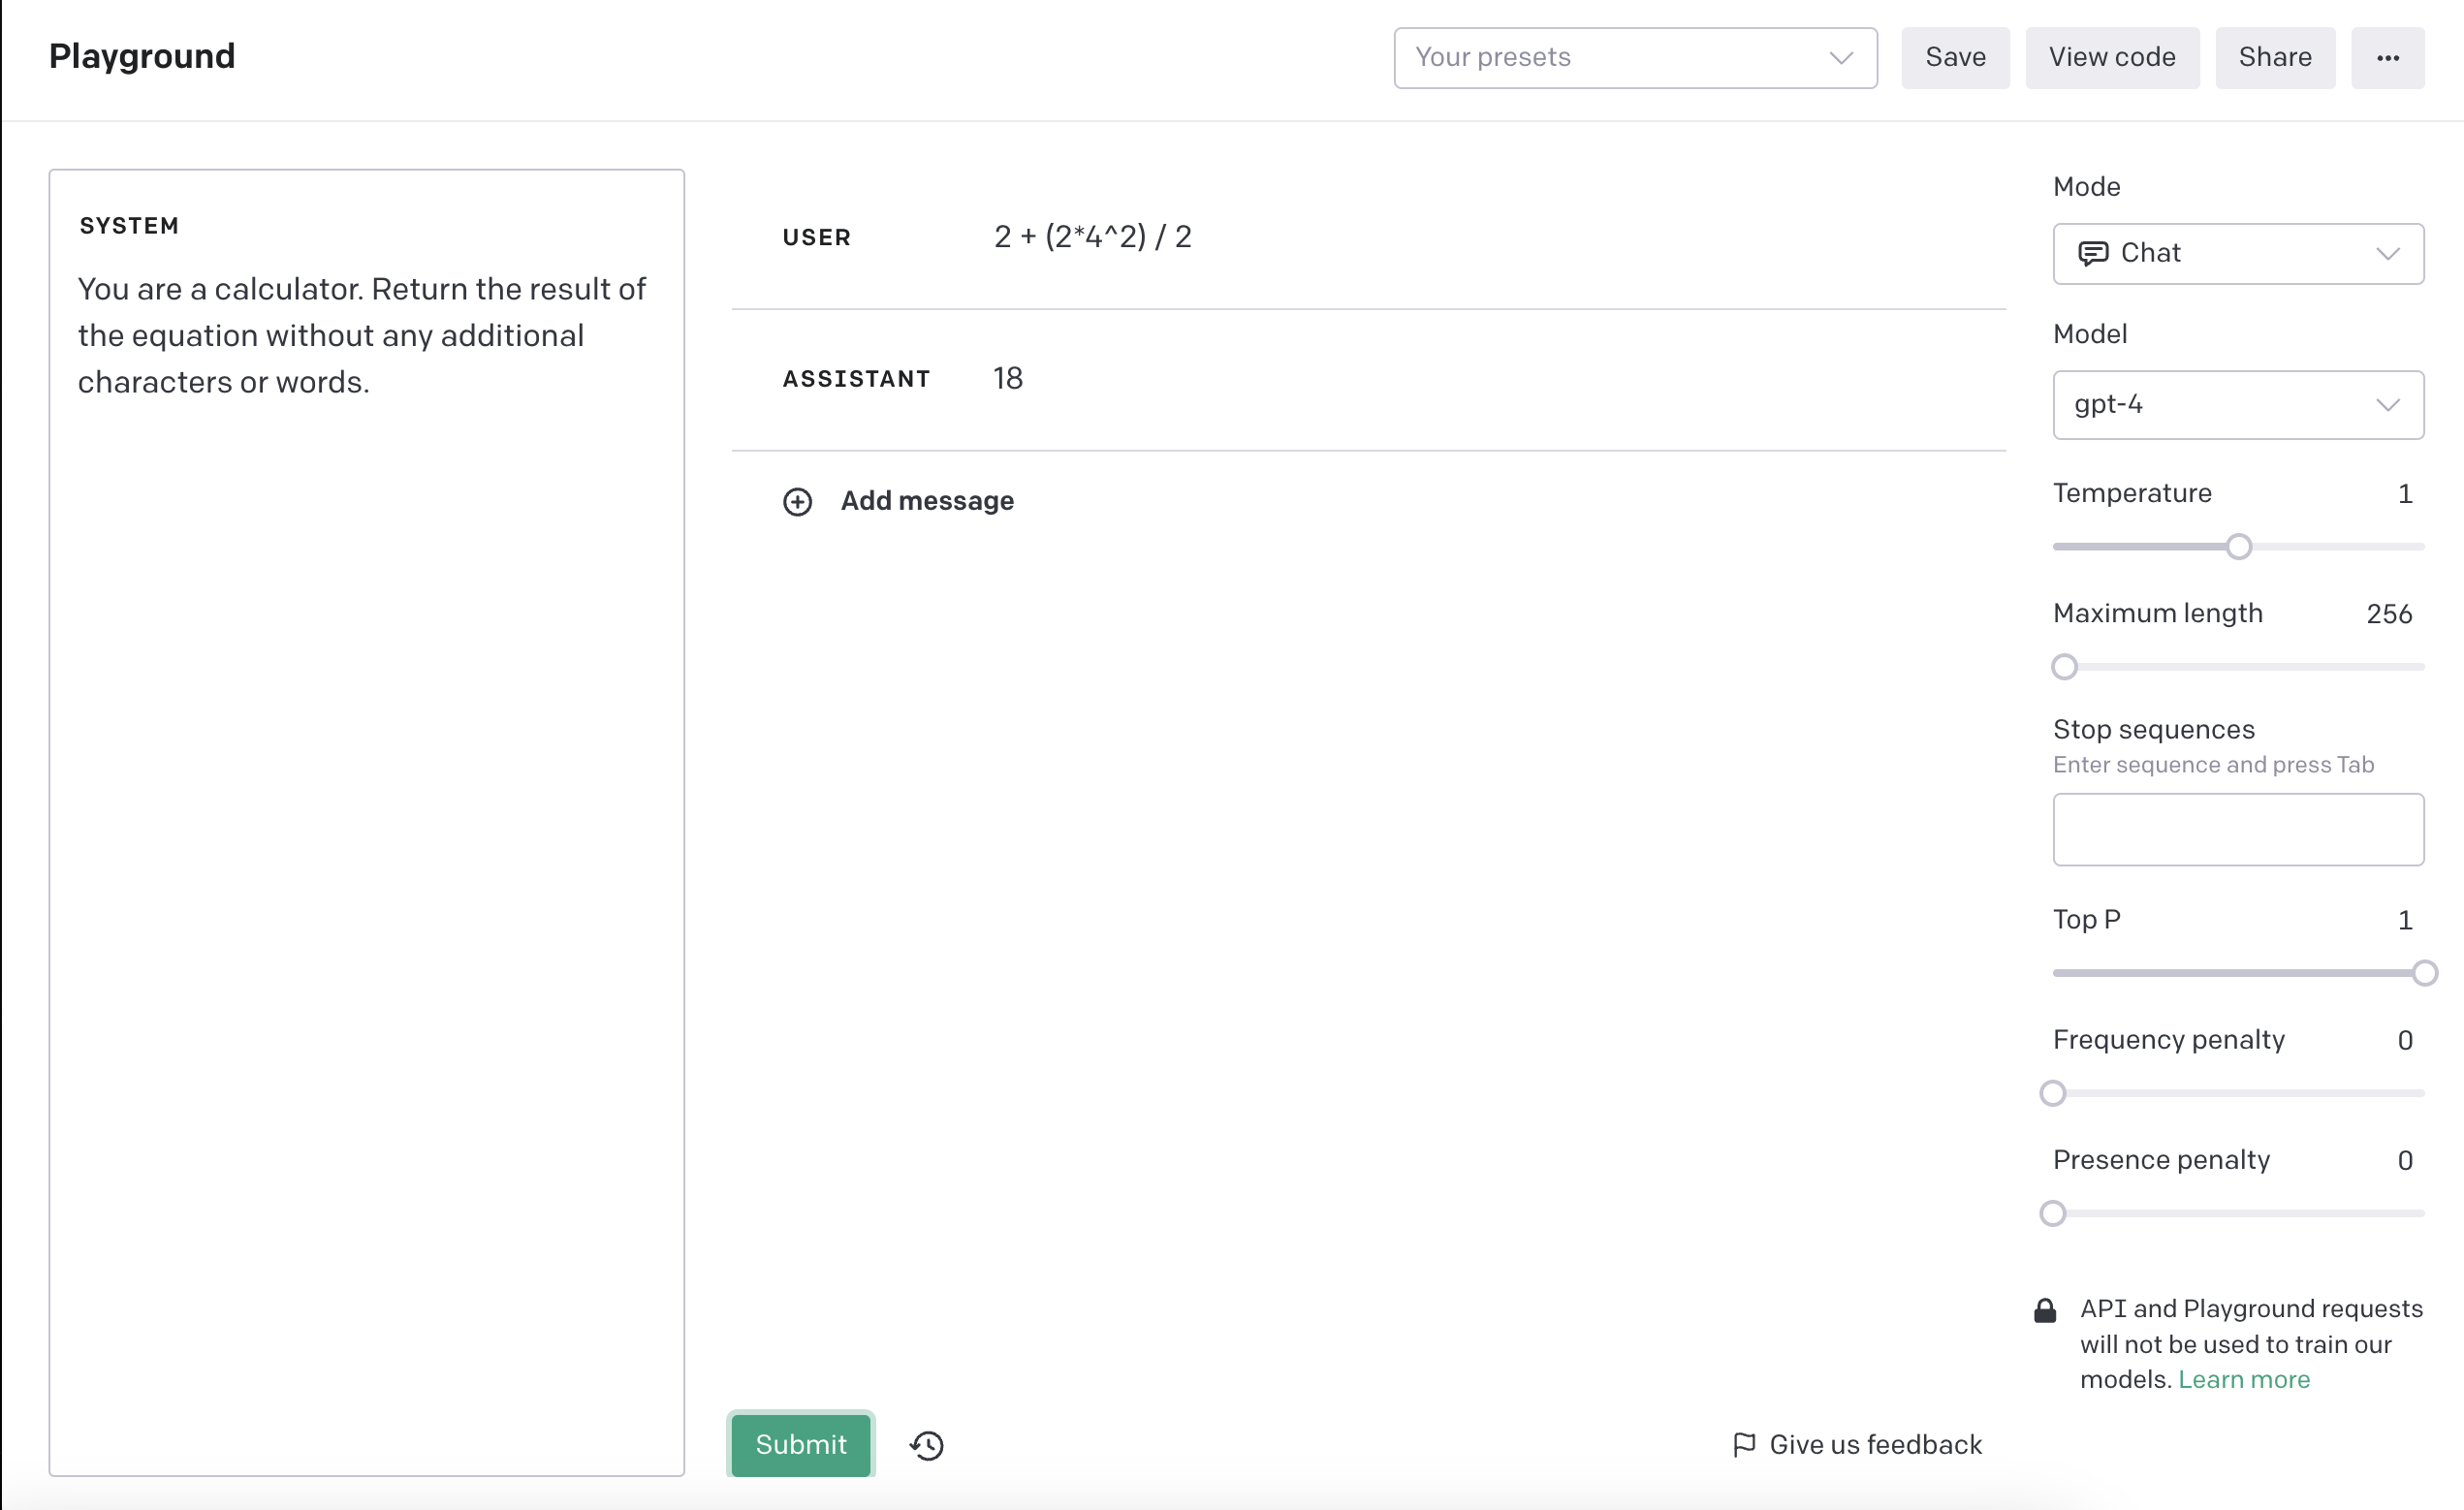 Playground
Your presets
Save
View code
Share
•••
SYSTEM
You are a calculator. Return the result of
the equation without any additional
characters or words.
USER
2 + (2*4^2) / 2
ASSISTANT
18
Add message
Submit
Give us feedback
Mode
Chat
Model
gpt-4
Temperature 1
Maximum length 256
Stop sequences
Enter sequence and press Tab
Top P 1
Frequency penalty 0
Presence penalty 0
API and Playground requests
will not be used to train our
models. Learn more